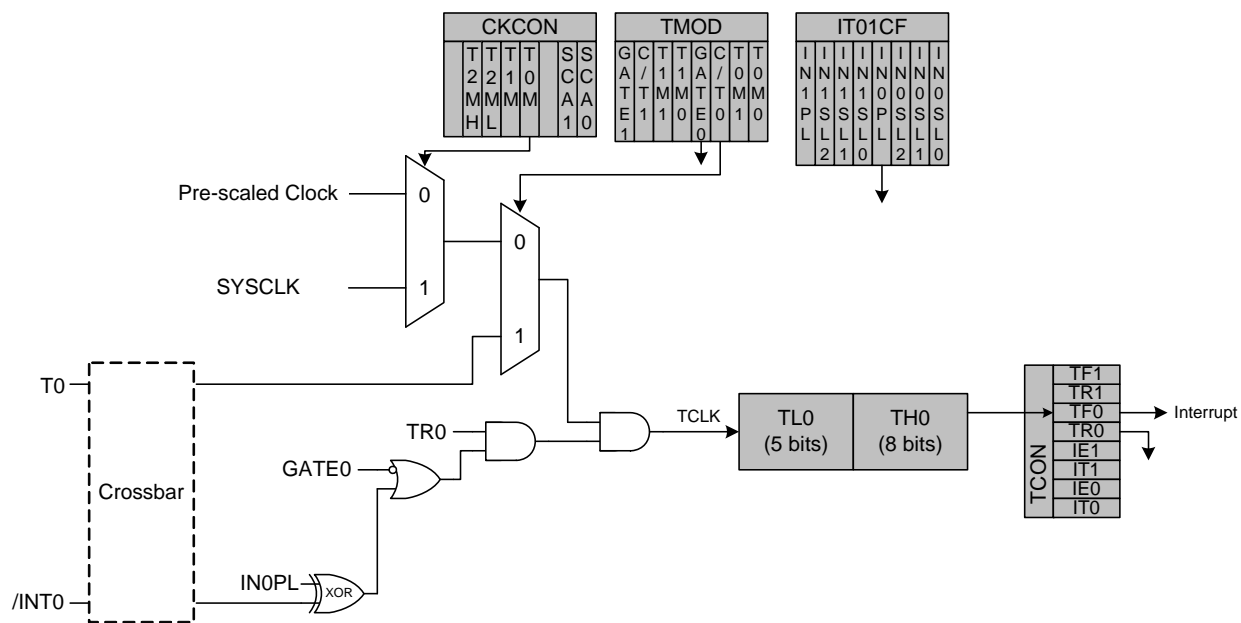 CKCON
T2MH
T2ML
T1M
T0M
SCA1
SCA0
TMOD
GATE1
C/T1
T1M1
T1M0
GATE0
C/T0
T0M1
T0M0
IT01CF
IN1PL
IN1SL2
IN1SL1
IN1SL0
IN0PL
IN0SL2
IN0SL1
IN0SL0
Pre-scaled Clock
0
SYSCLK
1
0
1
T0
Crossbar
/INT0
TR0
GATE0
IN0PL
XOR
TCLK
TL0
(5 bits)
TH0
(8 bits)
TCON
TF1
TR1
TF0
TR0
IE1
IT1
IE0
IT0
Interrupt